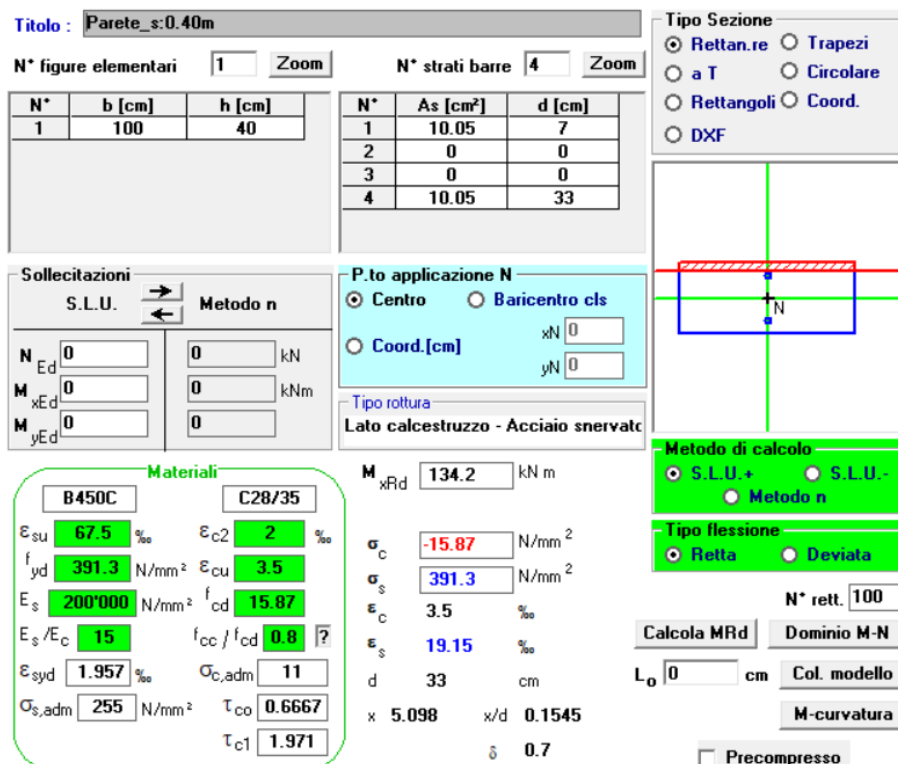 Titolo : Parete_s:0.40m
N° figure elementari 1 Zoom
N° b [cm] h [cm]
1 100 40
N° strati barre 4 Zoom
N° As [cm²] d [cm]
1 10.05 7
2 0 0
3 0 0
4 10.05 33
Tipo Sezione
Rettan.re Trapezi
a T Circolare
Rettangoli Coord.
DXF
N
Sollecitazioni
S.L.U. Metodo n
N Ed 0 0 kN
M xEd 0 0 kNm
M yEd 0 0
P.to applicazione N
Centro Baricentro cls
Coord.[cm] xN 0
yN 0
Tipo rottura
Lato calcestruzzo - Acciaio snervato
Materiali
B450C C28/35
εsu 67.5 ‰ εc2 2 ‰
fyd 391.3 N/mm² εcu 3.5
Es 200'000 N/mm² fcd 15.87
Es/Ec 15 fcc / fcd 0.8 ?
εsyd 1.957 ‰ σc,adm 11
σs,adm 255 N/mm² τco 0.6667
τc1 1.971
M xRd 134.2 kN m
σc -15.87 N/mm²
σs 391.3 N/mm²
εc 3.5 ‰
εs 19.15 ‰
d 33 cm
x 5.098 x/d 0.1545
δ 0.7
Metodo di calcolo
S.L.U.+ S.L.U.-
Metodo n
Tipo flessione
Retta Deviata
N° rett. 100
Calcola MRd Dominio M-N
Lo 0 cm Col. modello
M-curvatura
Precompresso